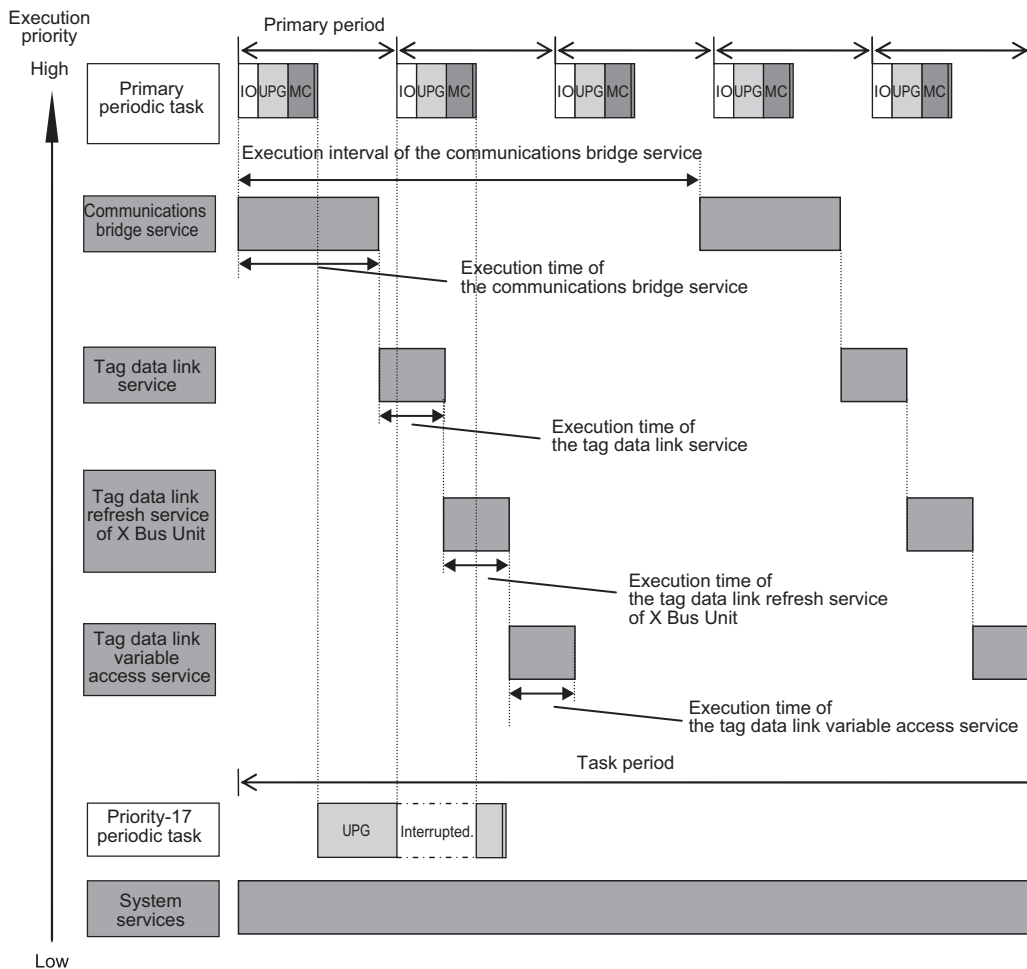 Execution
priority
High
Primary period
Primary
periodic task
IO UPG MC
IO UPG MC
IO UPG MC
IO UPG MC
IO UPG MC
Execution interval of the communications bridge service
Communications
bridge service
Execution time of
the communications bridge service
Tag data link
service
Execution time of
the tag data link service
Tag data link
refresh service
of X Bus Unit
Execution time of
the tag data link refresh service
of X Bus Unit
Tag data link
variable
access service
Execution time of
the tag data link variable access service
Task period
Priority-17
periodic task
UPG
Interrupted.
System
services
Low